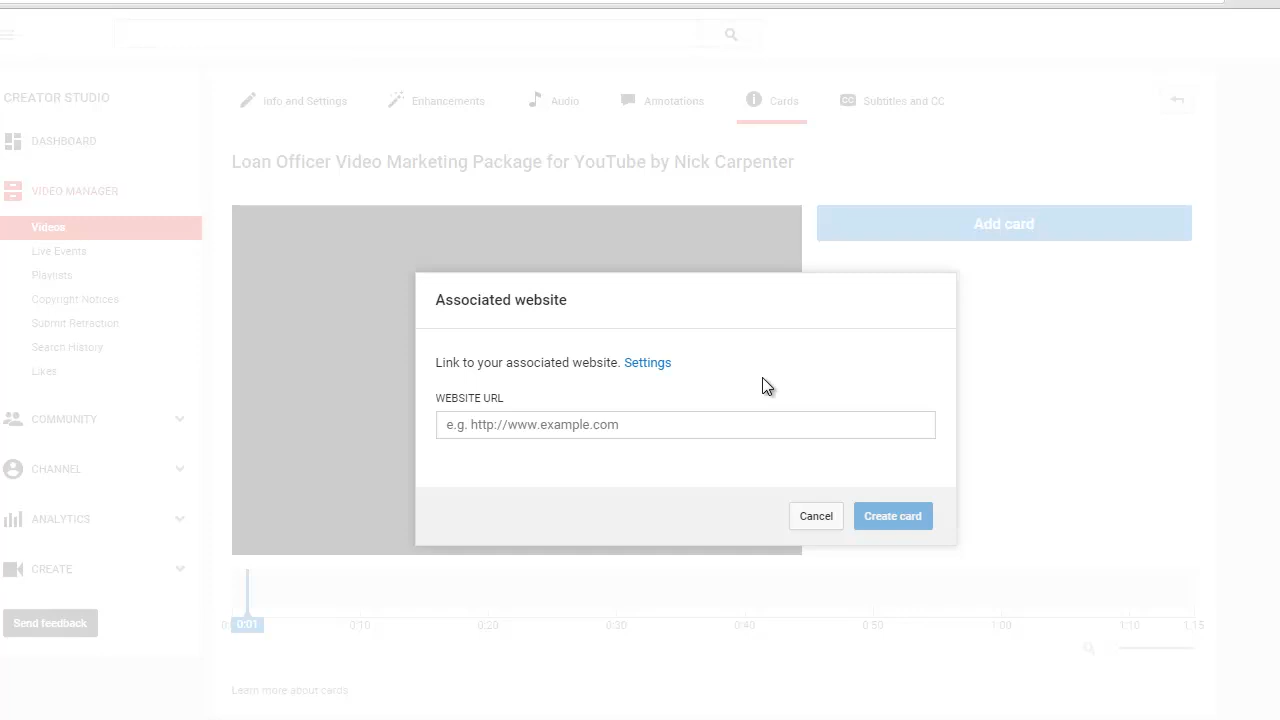 CREATOR STUDIO
DASHBOARD
VIDEO MANAGER
Videos
Live Events
Playlists
Copyright Notices
Submit Retraction
Search History
Likes
COMMUNITY
CHANNEL
ANALYTICS
CREATE
Send feedback
Info and Settings
Enhancements
Audio
Annotations
Cards
CC Subtitles and CC
Loan Officer Video Marketing Package for YouTube by Nick Carpenter
Add card
Associated website
Link to your associated website. Settings
WEBSITE URL
e.g. http://www.example.com
Cancel
Create card
0:01 0:10 0:20 0:30 0:40 0:50 1:00 1:10 1:15
Learn more about cards